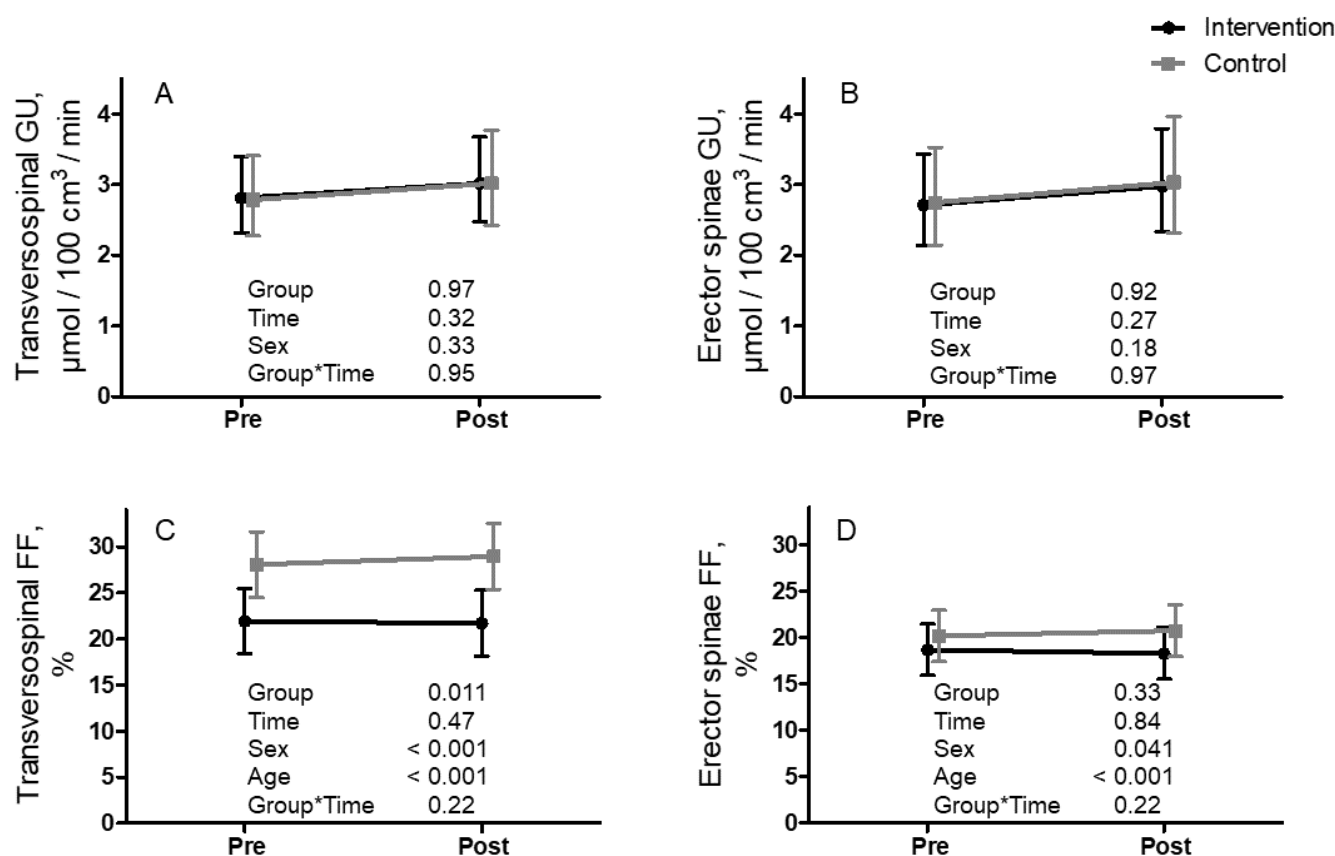 Intervention
Control
A
Transversospinal GU,
µmol / 100 cm³ / min
4
3
2
1
0
Group 0.97
Time 0.32
Sex 0.33
Group*Time 0.95
Pre Post
B
Erector spinae GU,
µmol / 100 cm³ / min
4
3
2
1
0
Group 0.92
Time 0.27
Sex 0.18
Group*Time 0.97
Pre Post
C
Transversospinal FF,
%
30
25
20
15
10
5
0
Group 0.011
Time 0.47
Sex < 0.001
Age < 0.001
Group*Time 0.22
Pre Post
D
Erector spinae FF,
%
30
25
20
15
10
5
0
Group 0.33
Time 0.84
Sex 0.041
Age < 0.001
Group*Time 0.22
Pre Post